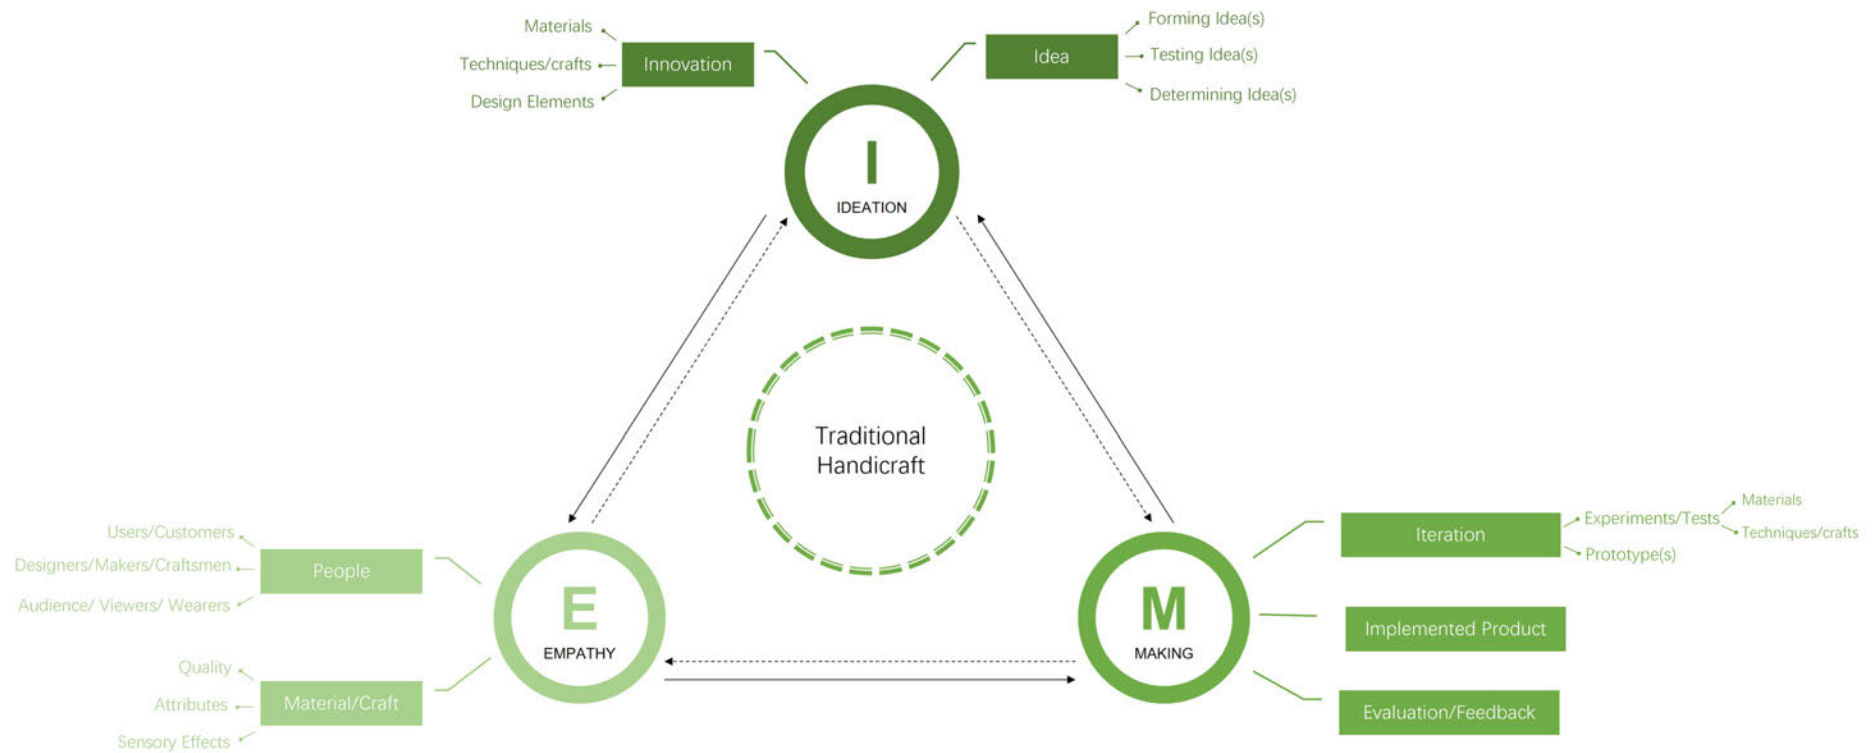 Materials
Techniques/crafts
Design Elements
Innovation
Idea
Forming Idea(s)
Testing Idea(s)
Determining Idea(s)
I
IDEATION
Traditional
Handicraft
Users/Customers
Designers/Makers/Craftsmen
Audience/ Viewers/ Wearers
People
Quality
Attributes
Sensory Effects
Material/Craft
E
EMPATHY
M
MAKING
Iteration
Experiments/Tests
Materials
Techniques/crafts
Prototype(s)
Implemented Product
Evaluation/Feedback